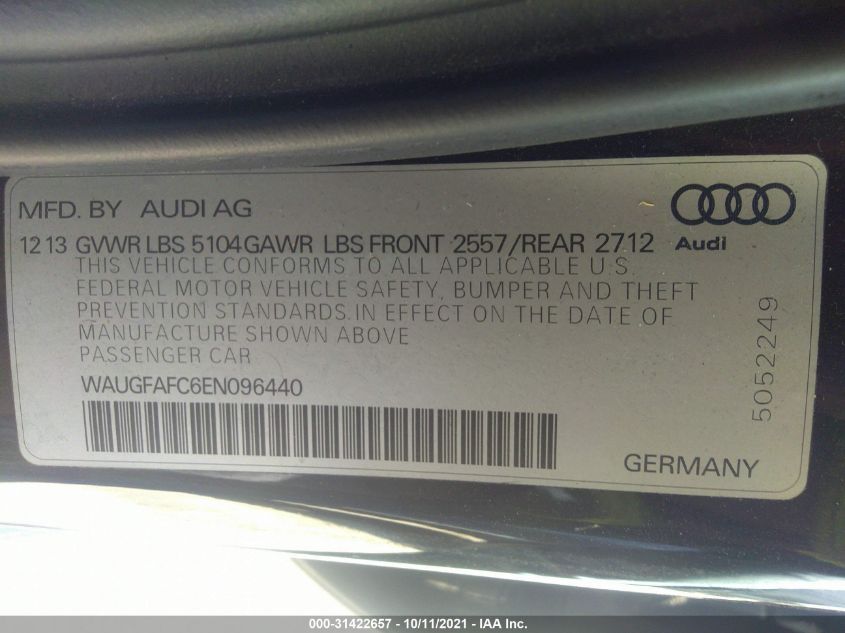 MFD. BY AUDI AG
12 13 GVWR LBS 5104 GAWR LBS FRONT 2557/REAR 2712
Audi
THIS VEHICLE CONFORMS TO ALL APPLICABLE U.S.
FEDERAL MOTOR VEHICLE SAFETY, BUMPER AND THEFT
PREVENTION STANDARDS.IN EFFECT ON THE DATE OF
MANUFACTURE SHOWN ABOVE
PASSENGER CAR
WAUGFAFC6EN096440
5052249
GERMANY
000-31422657 - 10/11/2021 - IAA Inc.